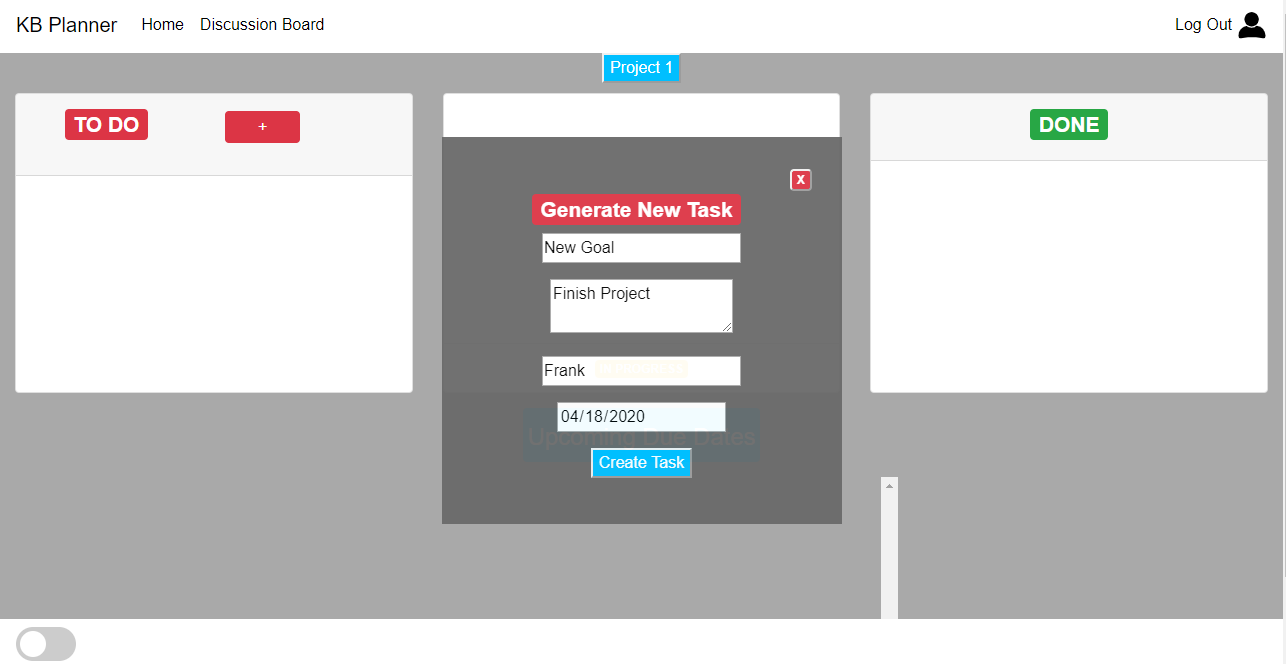 KB Planner Home Discussion Board Log Out
Project 1
TO DO + DONE
x
Generate New Task
New Goal
Finish Project
Frank
04/18/2020
Upcoming Due Dates
Create Task